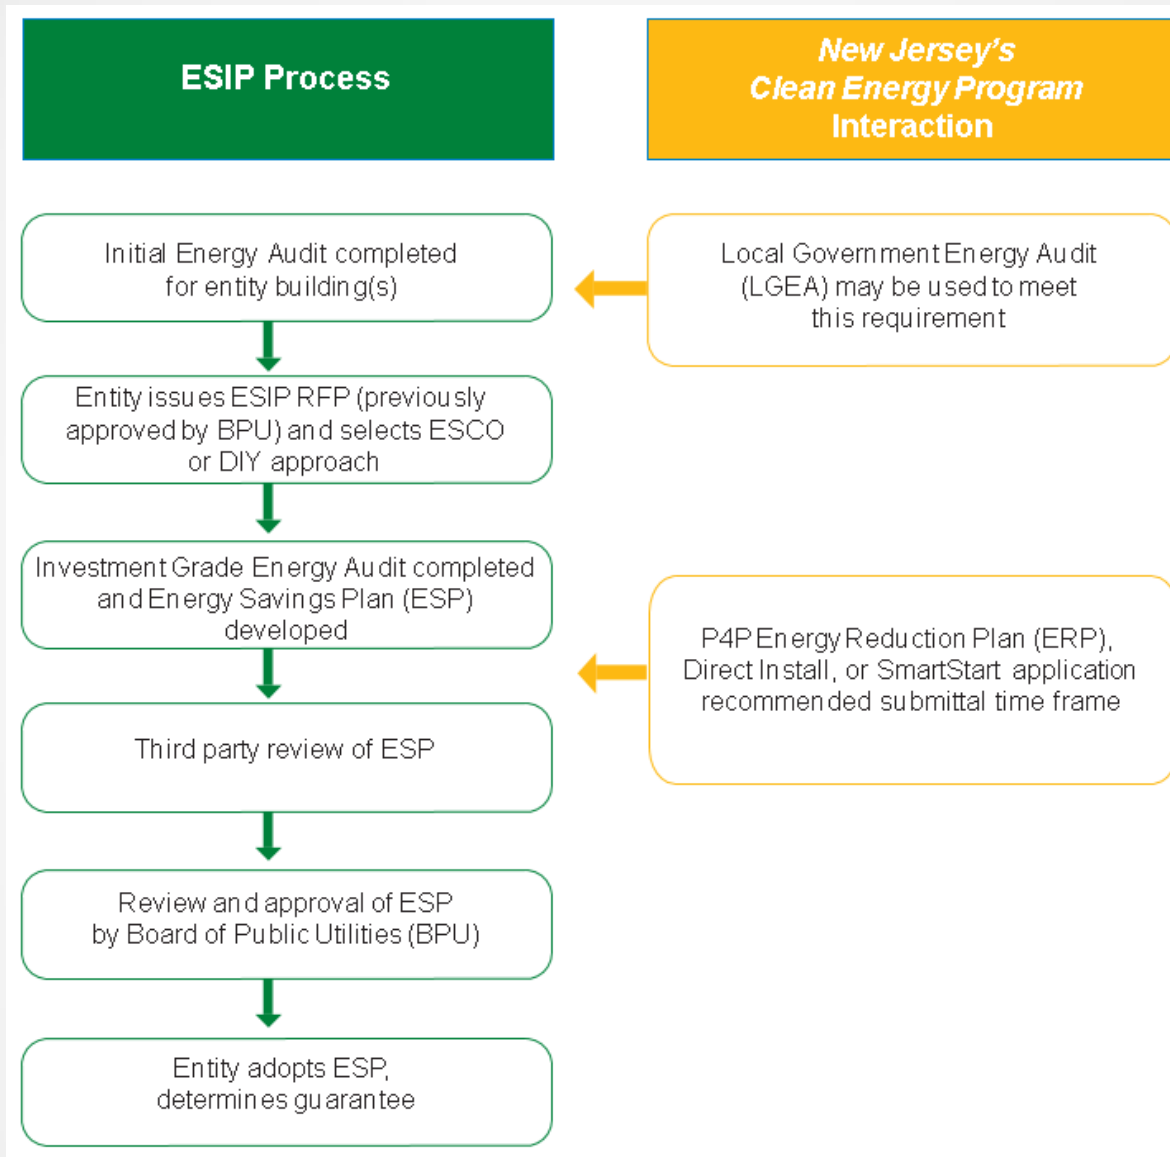 ESIP Process
New Jersey's
Clean Energy Program
Interaction
Initial Energy Audit completed
for entity building(s)
Local Government Energy Audit
(LGEA) may be used to meet
this requirement
Entity issues ESIP RFP (previously
approved by BPU) and selects ESCO
or DIY approach
Investment Grade Energy Audit completed
and Energy Savings Plan (ESP)
developed
P4P Energy Reduction Plan (ERP),
Direct Install, or SmartStart application
recommended submittal time frame
Third party review of ESP
Review and approval of ESP
by Board of Public Utilities (BPU)
Entity adopts ESP,
determines guarantee